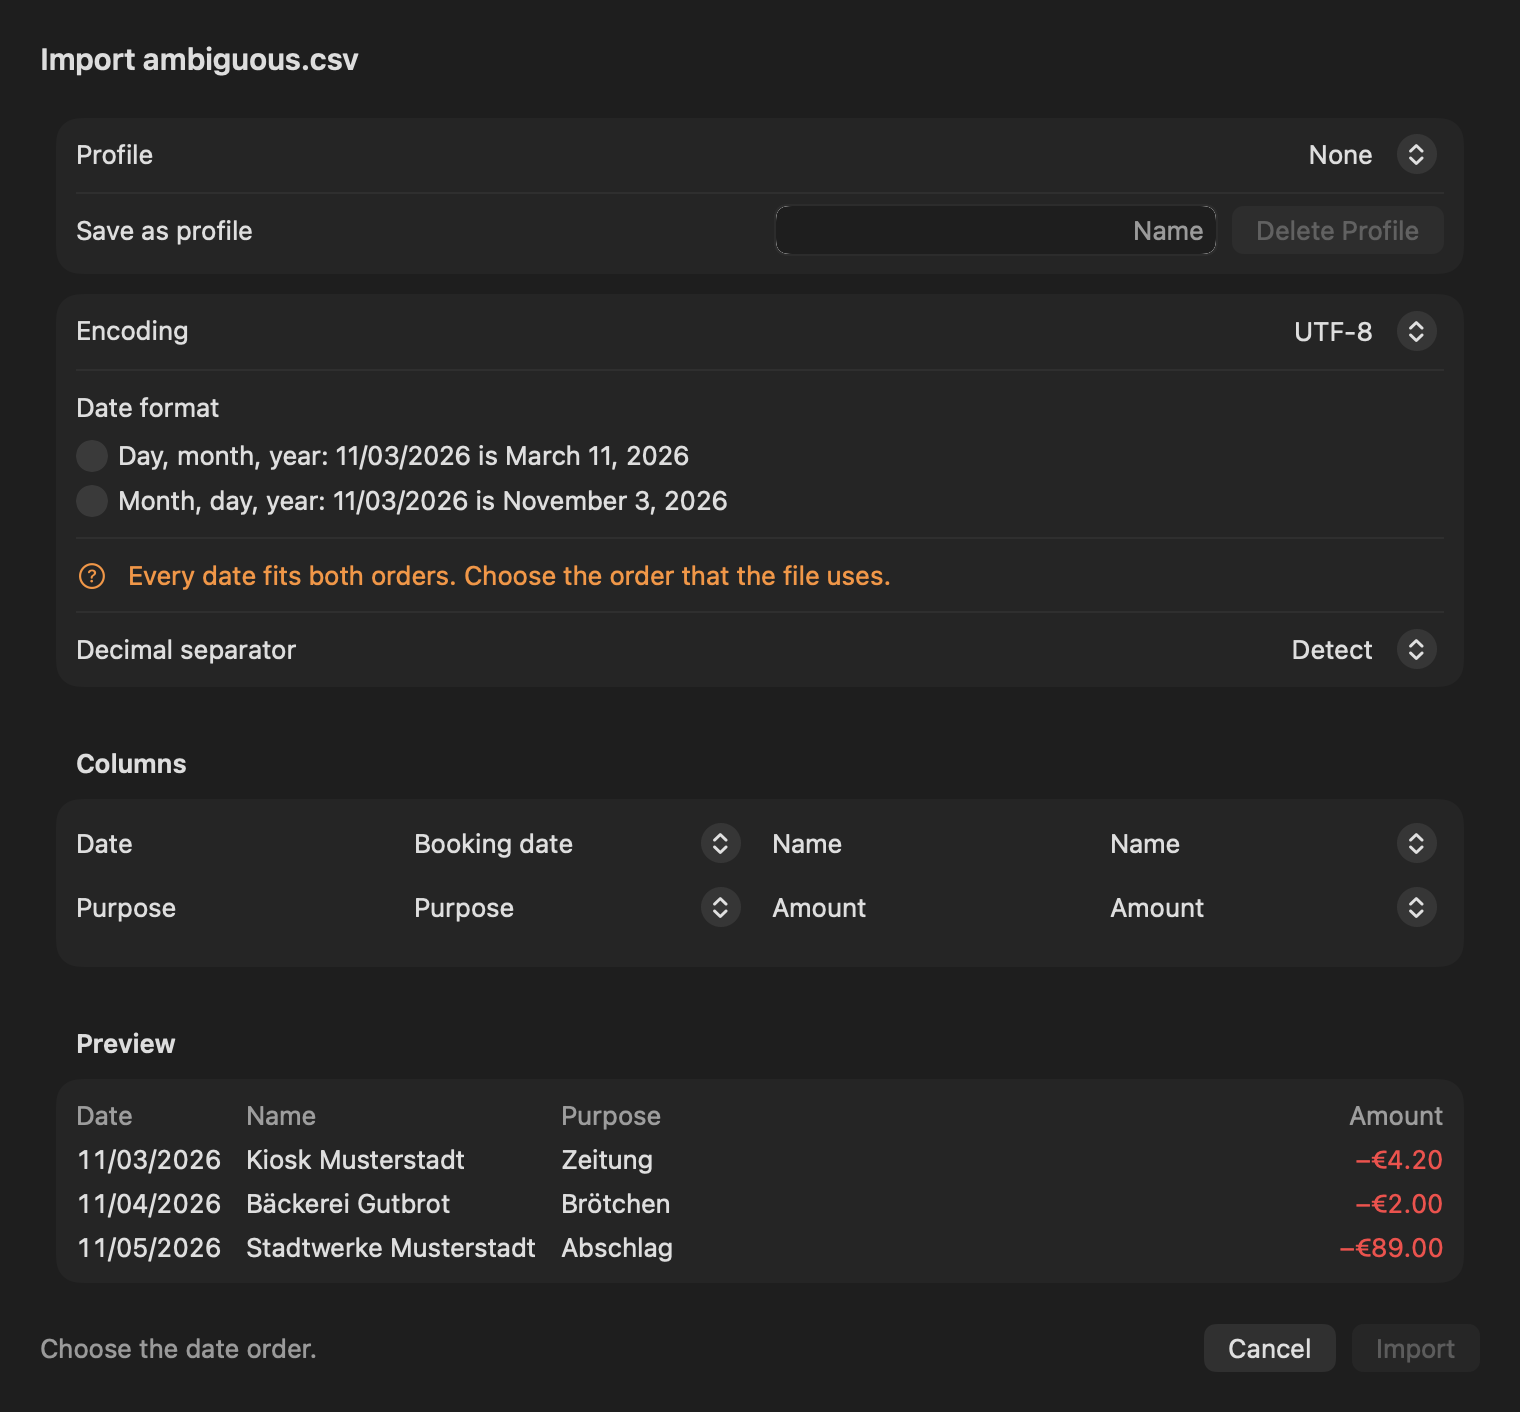 Import ambiguous.csv
Profile None
Save as profile Name Delete Profile
Encoding UTF-8
Date format
Day, month, year: 11/03/2026 is March 11, 2026
Month, day, year: 11/03/2026 is November 3, 2026
? Every date fits both orders. Choose the order that the file uses.
Decimal separator Detect
Columns
Date Booking date Name Name
Purpose Purpose Amount Amount
Preview
Date Name Purpose Amount
11/03/2026 Kiosk Musterstadt Zeitung –€4.20
11/04/2026 Bäckerei Gutbrot Brötchen –€2.00
11/05/2026 Stadtwerke Musterstadt Abschlag –€89.00
Choose the date order. Cancel Import